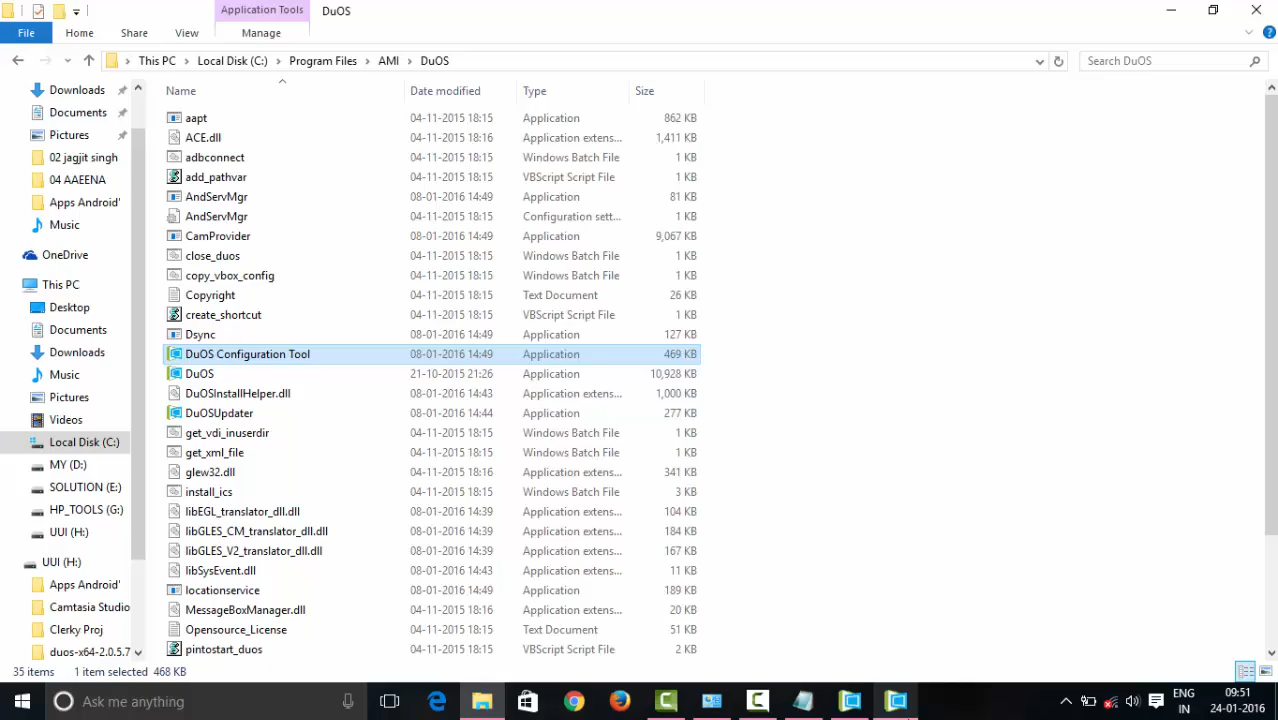 Application Tools
DuOS
File
Home
Share
View
Manage
This PC
Local Disk (C:)
Program Files
AMI
DuOS
Search DuOS
Downloads
Documents
Pictures
02 jagjit singh
04 AAEENA
Apps Android'
Music
OneDrive
This PC
Desktop
Documents
Downloads
Music
Pictures
Videos
Local Disk (C:)
MY (D:)
SOLUTION (E:)
HP_TOOLS (G:)
UUI (H:)
UUI (H:)
Apps Android'
Camtasia Studio
Clerky Proj
duos-x64-2.0.5.7
Name Date modified Type Size
aapt 04-11-2015 18:15 Application 862 KB
ACE.dll 04-11-2015 18:16 Application extens... 1,411 KB
adbconnect 04-11-2015 18:15 Windows Batch File 1 KB
add_pathvar 04-11-2015 18:15 VBScript Script File 1 KB
AndServMgr 08-01-2016 14:49 Application 81 KB
AndServMgr 04-11-2015 18:15 Configuration sett... 1 KB
CamProvider 08-01-2016 14:49 Application 9,067 KB
close_duos 04-11-2015 18:15 Windows Batch File 1 KB
copy_vbox_config 04-11-2015 18:15 Windows Batch File 1 KB
Copyright 04-11-2015 18:15 Text Document 26 KB
create_shortcut 04-11-2015 18:15 VBScript Script File 1 KB
Dsync 08-01-2016 14:49 Application 127 KB
DuOS Configuration Tool 08-01-2016 14:49 Application 469 KB
DuOS 21-10-2015 21:26 Application 10,928 KB
DuOSInstallHelper.dll 08-01-2016 14:43 Application extens... 1,000 KB
DuOSUpdater 08-01-2016 14:44 Application 277 KB
get_vdi_inuserdir 04-11-2015 18:15 Windows Batch File 1 KB
get_xml_file 04-11-2015 18:15 Windows Batch File 1 KB
glew32.dll 04-11-2015 18:16 Application extens... 341 KB
install_ics 04-11-2015 18:15 Windows Batch File 3 KB
libEGL_translator_dll.dll 08-01-2016 14:39 Application extens... 104 KB
libGLES_CM_translator_dll.dll 08-01-2016 14:39 Application extens... 184 KB
libGLES_V2_translator_dll.dll 08-01-2016 14:39 Application extens... 167 KB
libSysEvent.dll 08-01-2016 14:43 Application extens... 11 KB
locationservice 08-01-2016 14:49 Application 189 KB
MessageBoxManager.dll 04-11-2015 18:16 Application extens... 20 KB
Opensource_License 04-11-2015 18:15 Text Document 51 KB
pintostart_duos 04-11-2015 18:15 VBScript Script File 2 KB
35 items 1 item selected 468 KB
Ask me anything
ENG
IN
09:51
24-01-2016